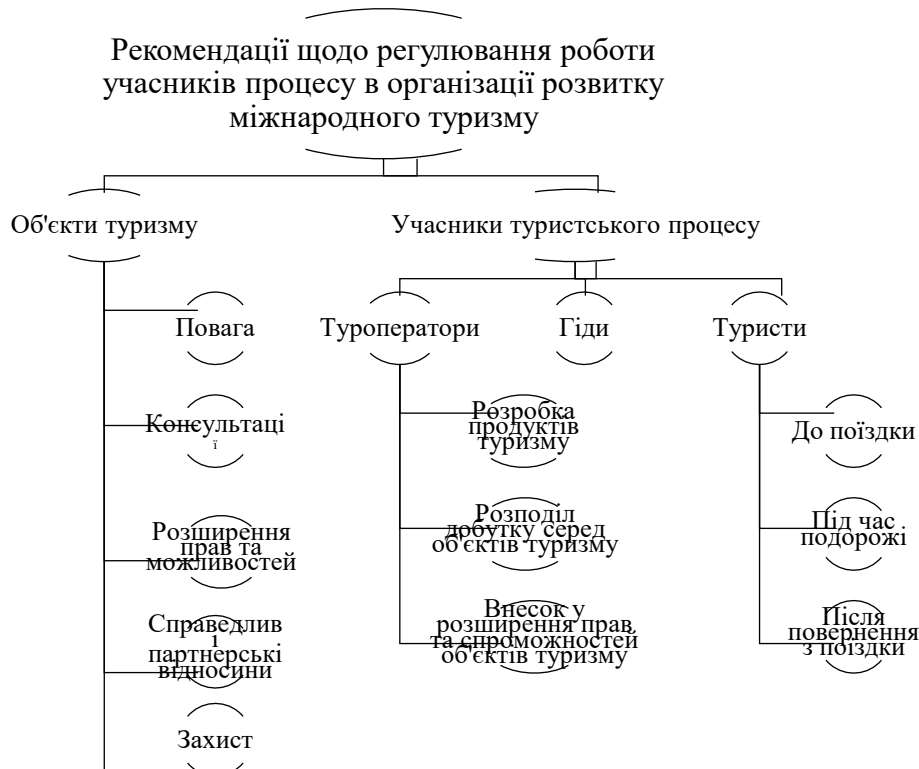 Рекомендації щодо регулювання роботи
учасників процесу в організації розвитку
міжнародного туризму
Об'єкти туризму
Учасники туристського процесу
Повага
Консультаці
ї
Розширення
прав та
можливостей
Справедлив
і
партнерські
відносини
Захист
Туроператори
Розробка
продуктів
туризму
Розподіл
добутку серед
об'єктів туризму
Внесок у
розширення прав
та спроможностей
об'єктів туризму
Гіди
Туристи
До поїздки
Під час
подорожі
Після
повернення
з поїздки